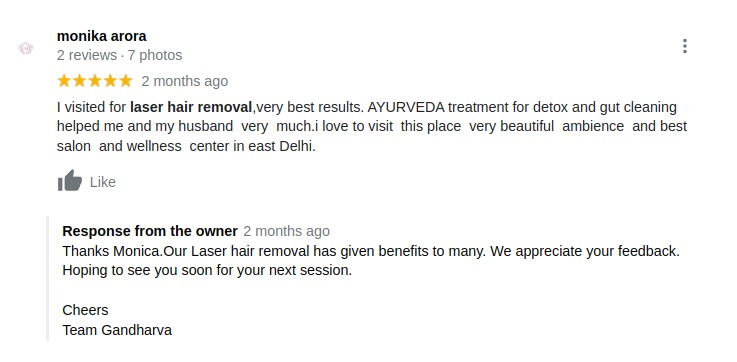 monika arora
2 reviews · 7 photos
2 months ago
I visited for laser hair removal,very best results. AYURVEDA treatment for detox and gut cleaning
helped me and my husband very much.i love to visit this place very beautiful ambience and best
salon and wellness center in east Delhi.
Like
Response from the owner 2 months ago
Thanks Monica.Our Laser hair removal has given benefits to many. We appreciate your feedback.
Hoping to see you soon for your next session.
Cheers
Team Gandharva